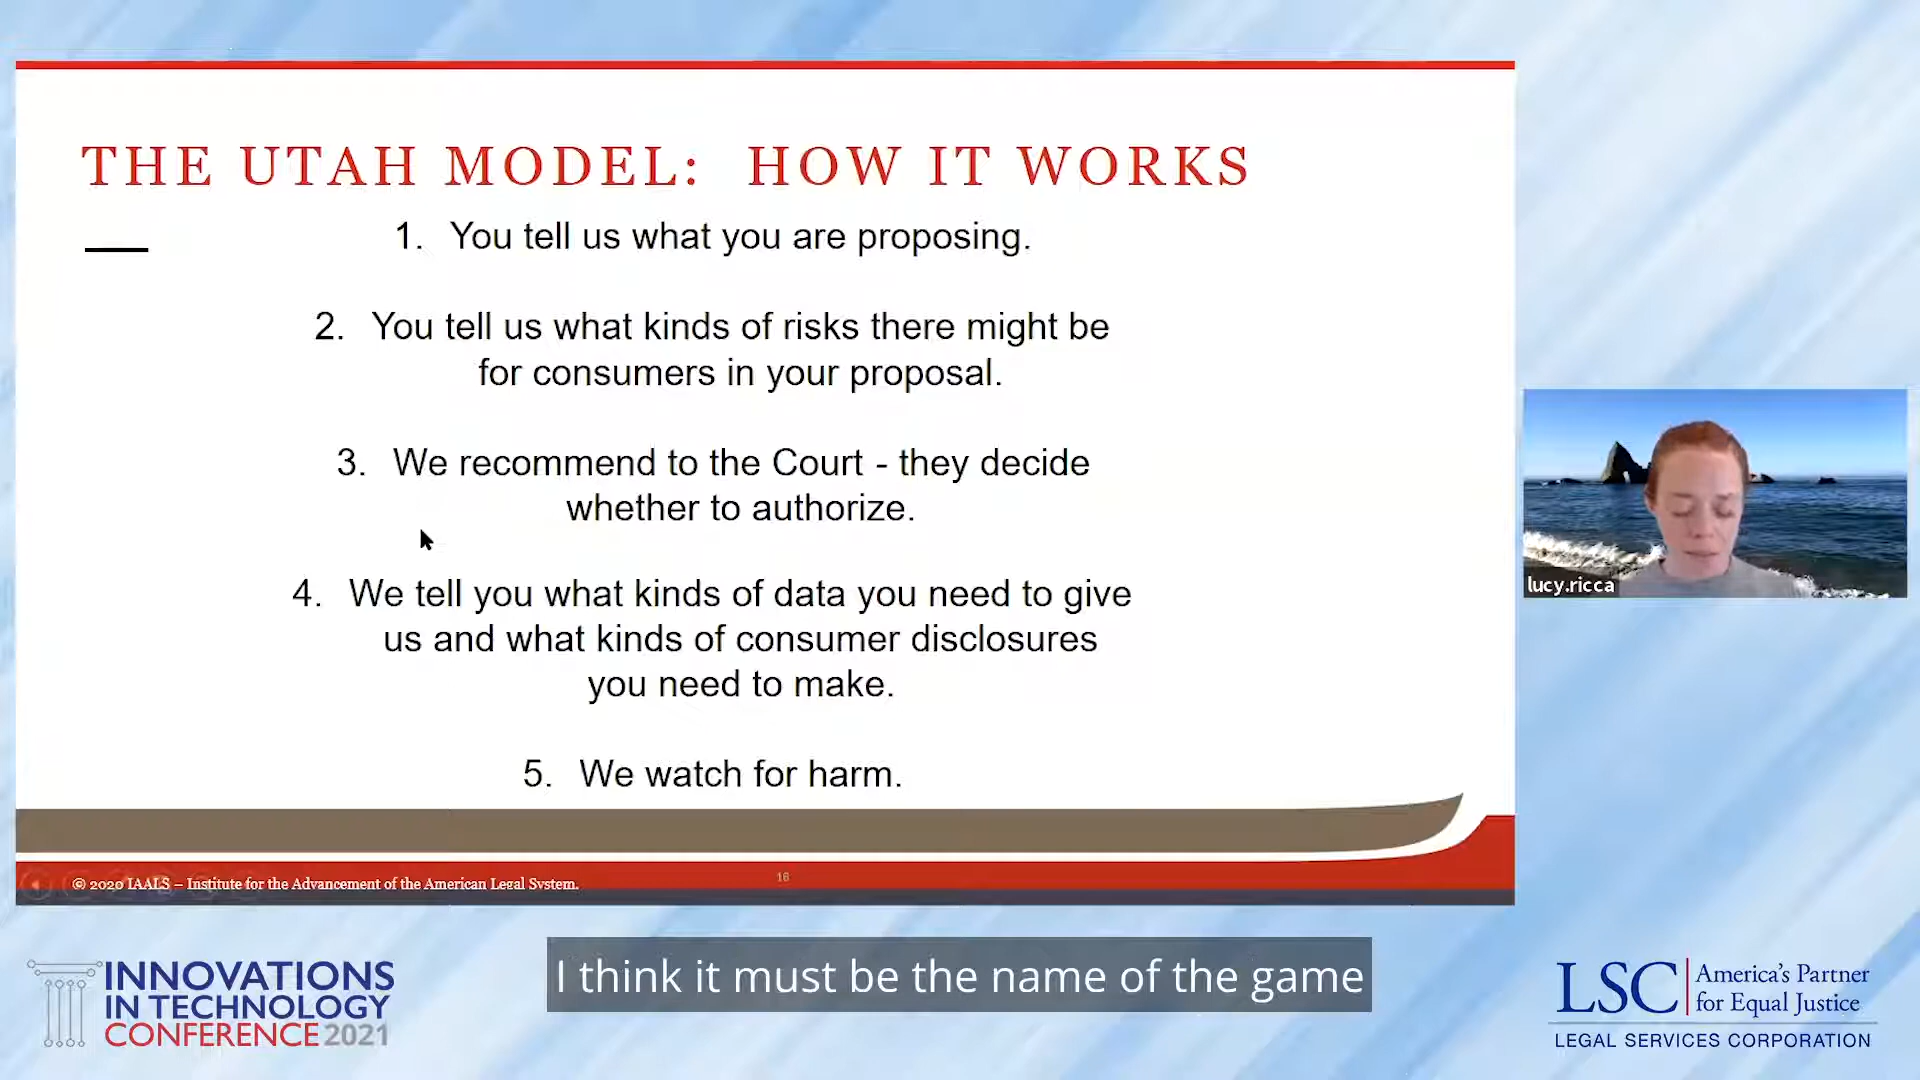 THE UTAH MODEL: HOW IT WORKS
1. You tell us what you are proposing.
2. You tell us what kinds of risks there might be
for consumers in your proposal.
3. We recommend to the Court - they decide
whether to authorize.
4. We tell you what kinds of data you need to give
us and what kinds of consumer disclosures
you need to make.
5. We watch for harm.
© 2020 IAALS – Institute for the Advancement of the American Legal System.
16
lucy.ricca
I think it must be the name of the game
INNOVATIONS
IN TECHNOLOGY
CONFERENCE 2021
LSC America's Partner
for Equal Justice
LEGAL SERVICES CORPORATION